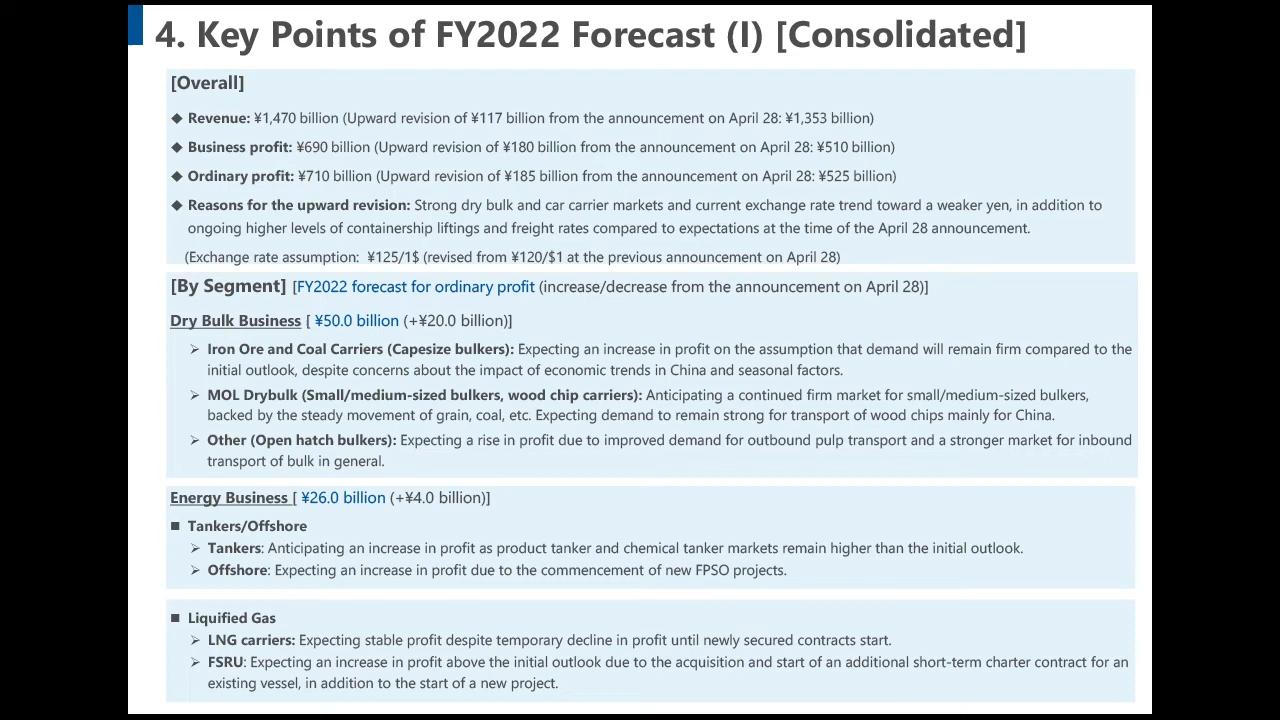 4. Key Points of FY2022 Forecast (I) [Consolidated]
[Overall]
◆ Revenue: ¥1,470 billion (Upward revision of ¥117 billion from the announcement on April 28: ¥1,353 billion)
◆ Business profit: ¥690 billion (Upward revision of ¥180 billion from the announcement on April 28: ¥510 billion)
◆ Ordinary profit: ¥710 billion (Upward revision of ¥185 billion from the announcement on April 28: ¥525 billion)
◆ Reasons for the upward revision: Strong dry bulk and car carrier markets and current exchange rate trend toward a weaker yen, in addition to
ongoing higher levels of containership liftings and freight rates compared to expectations at the time of the April 28 announcement.
(Exchange rate assumption: ¥125/1$ (revised from ¥120/$1 at the previous announcement on April 28)
[By Segment] [FY2022 forecast for ordinary profit (increase/decrease from the announcement on April 28)]
Dry Bulk Business [ ¥50.0 billion (+¥20.0 billion)]
➢ Iron Ore and Coal Carriers (Capesize bulkers): Expecting an increase in profit on the assumption that demand will remain firm compared to the
initial outlook, despite concerns about the impact of economic trends in China and seasonal factors.
➢ MOL Drybulk (Small/medium-sized bulkers, wood chip carriers): Anticipating a continued firm market for small/medium-sized bulkers,
backed by the steady movement of grain, coal, etc. Expecting demand to remain strong for transport of wood chips mainly for China.
➢ Other (Open hatch bulkers): Expecting a rise in profit due to improved demand for outbound pulp transport and a stronger market for inbound
transport of bulk in general.
Energy Business [ ¥26.0 billion (+¥4.0 billion)]
■ Tankers/Offshore
➢ Tankers: Anticipating an increase in profit as product tanker and chemical tanker markets remain higher than the initial outlook.
➢ Offshore: Expecting an increase in profit due to the commencement of new FPSO projects.
■ Liquified Gas
➢ LNG carriers: Expecting stable profit despite temporary decline in profit until newly secured contracts start.
➢ FSRU: Expecting an increase in profit above the initial outlook due to the acquisition and start of an additional short-term charter contract for an
existing vessel, in addition to the start of a new project.